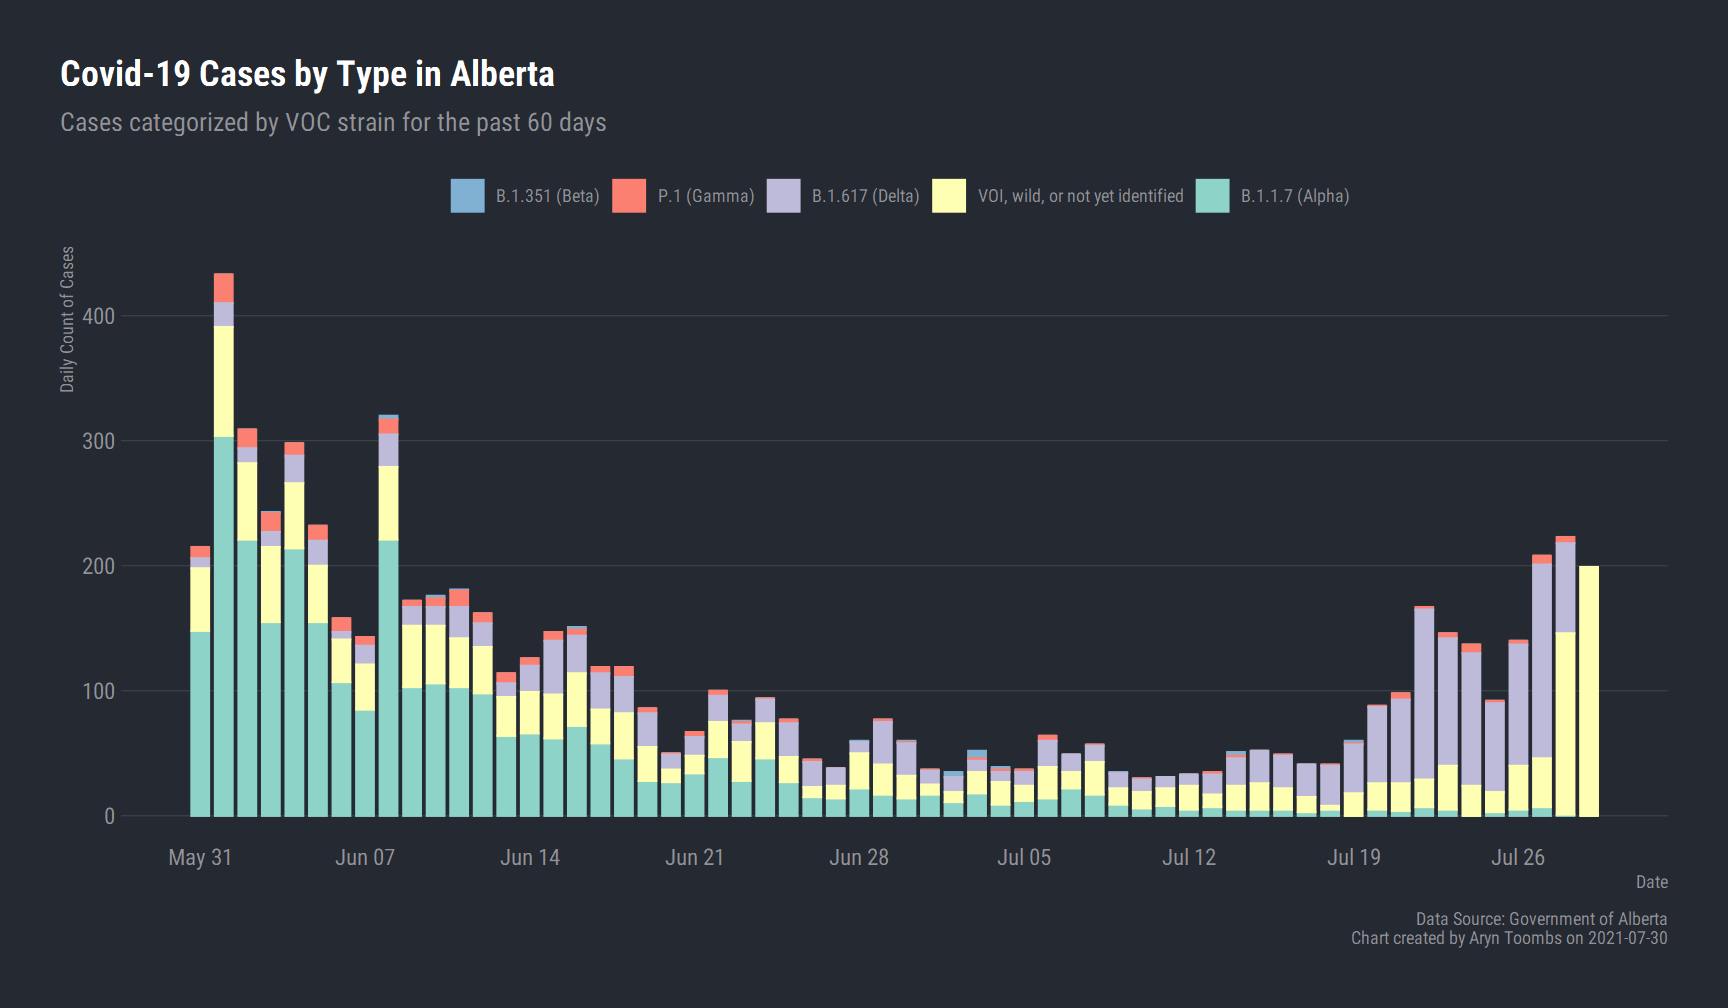 Covid-19 Cases by Type in Alberta
Cases categorized by VOC strain for the past 60 days
B.1.351 (Beta) P.1 (Gamma) B.1.617 (Delta) VOI, wild, or not yet identified B.1.1.7 (Alpha)
Daily Count of Cases
400
300
200
100
0
May 31 Jun 07 Jun 14 Jun 21 Jun 28 Jul 05 Jul 12 Jul 19 Jul 26
Date
Data Source: Government of Alberta
Chart created by Aryn Toombs on 2021-07-30